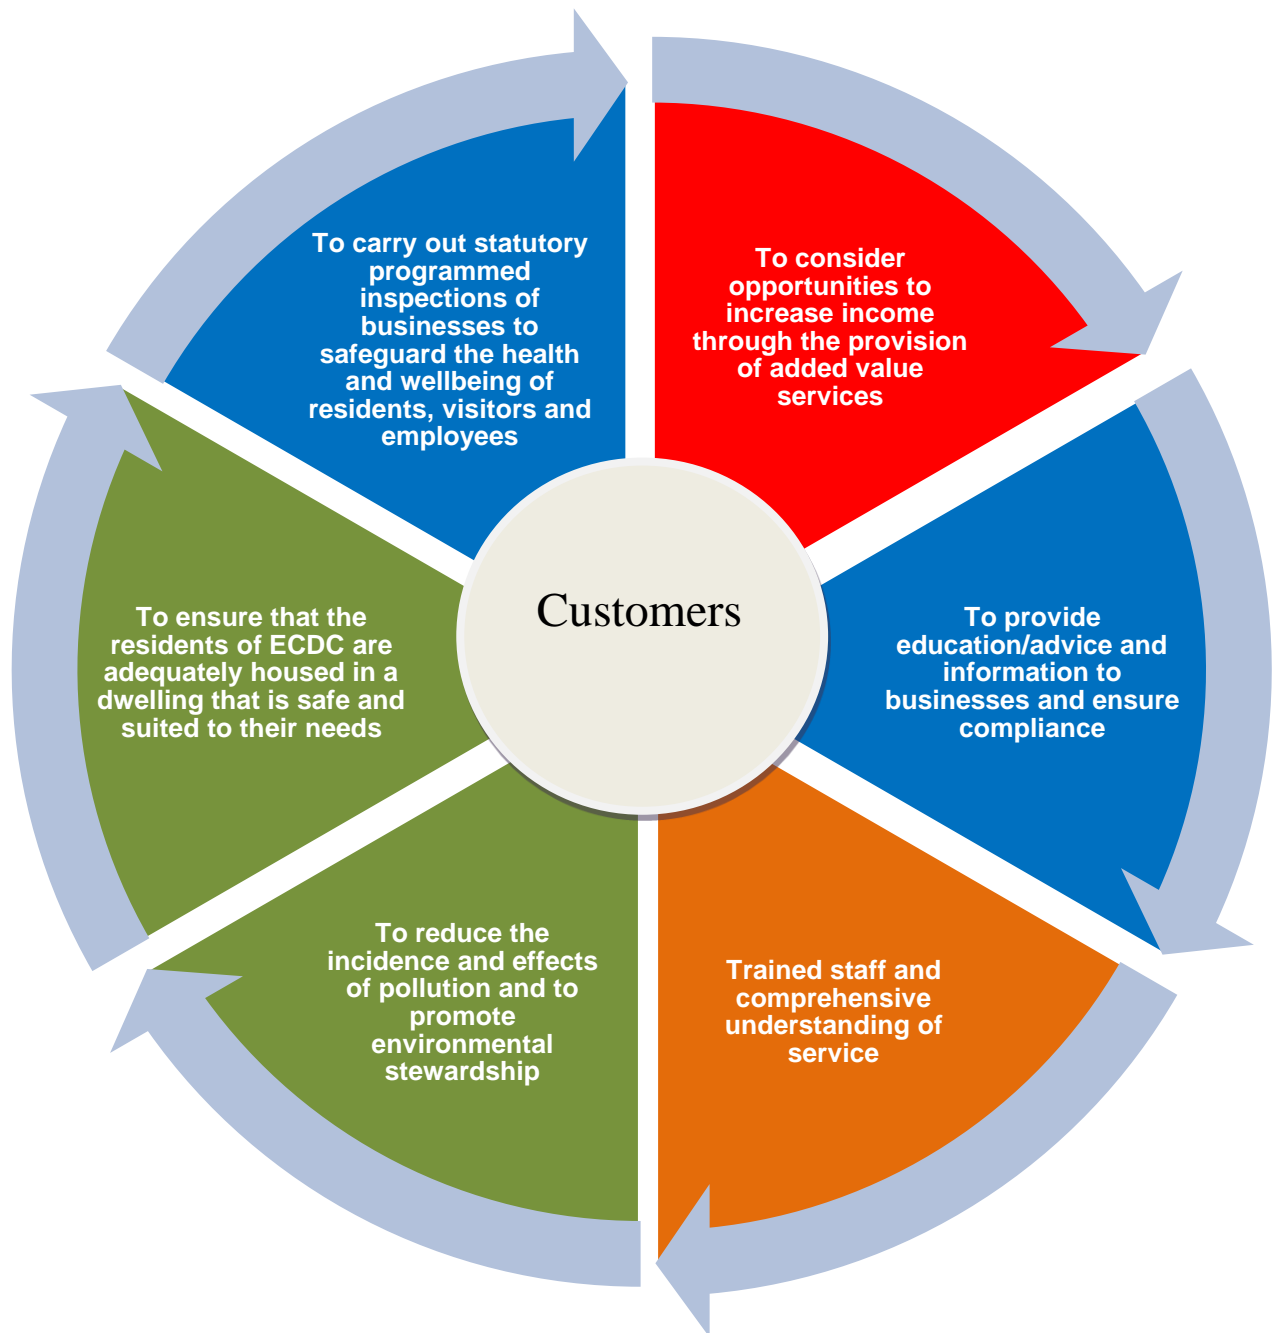 To carry out statutory
programmed
inspections of
businesses to
safeguard the health
and wellbeing of
residents, visitors and
employees
To consider
opportunities to
increase income
through the provision
of added value
services
Customers
To ensure that the
residents of ECDC are
adequately housed in a
dwelling that is safe and
suited to their needs
To provide
education/advice and
information to
businesses and ensure
compliance
To reduce the
incidence and effects
of pollution and to
promote
environmental
stewardship
Trained staff and
comprehensive
understanding of
service